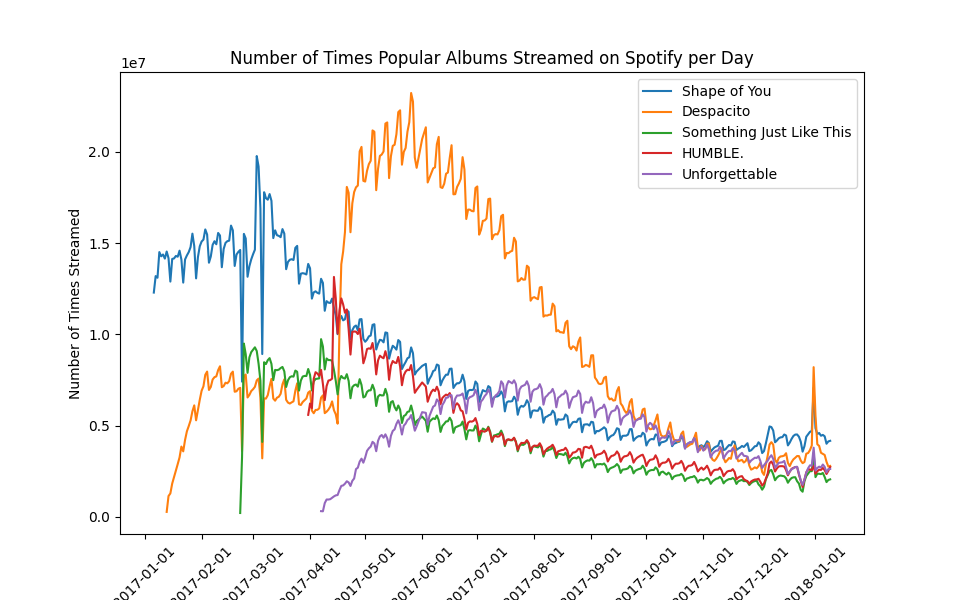 Number of Times Popular Albums Streamed on Spotify per Day
1e7
Shape of You
Despacito
Something Just Like This
HUMBLE.
Unforgettable
Number of Times Streamed
2.0
1.5
1.0
0.5
0.0
2017-01-01
2017-02-01
2017-03-01
2017-04-01
2017-05-01
2017-06-01
2017-07-01
2017-08-01
2017-09-01
2017-10-01
2017-11-01
2017-12-01
2018-01-01